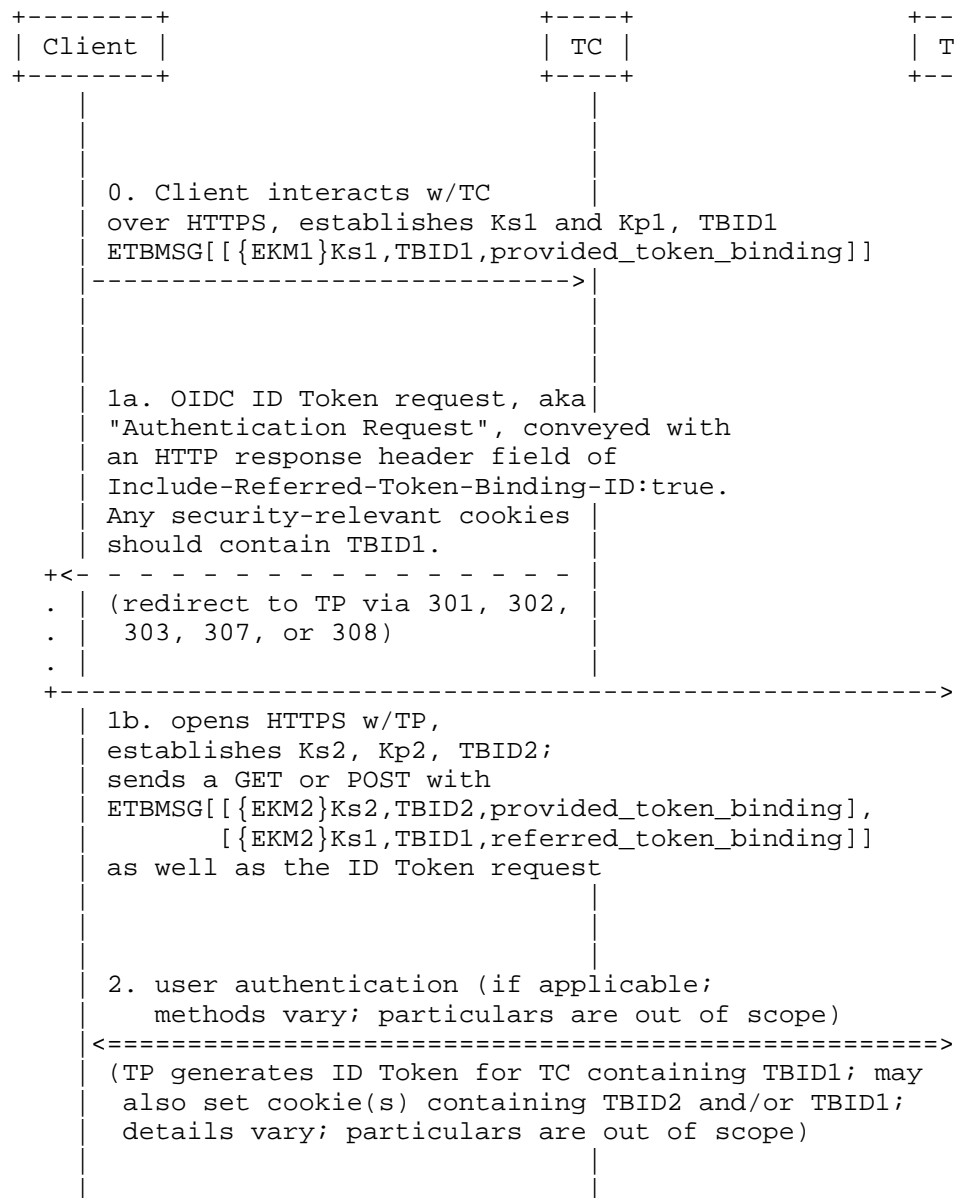 +--------+                       +----+                 +--
| Client |                       | TC |                 | T
+--------+                       +----+                 +--
    |                               |
    |                               |
    |                               |
    | 0. Client interacts w/TC      |
    | over HTTPS, establishes Ks1 and Kp1, TBID1
    | ETBMSG[[{EKM1}Ks1,TBID1,provided_token_binding]]
    |------------------------------>|
    |                               |
    |                               |
    |                               |
    | 1a. OIDC ID Token request, aka|
    | "Authentication Request", conveyed with
    | an HTTP response header field of
    | Include-Referred-Token-Binding-ID:true.
    | Any security-relevant cookies |
    | should contain TBID1.         |
  +<- - - - - - - - - - - - - - - - |
  . | (redirect to TP via 301, 302, |
  . |  303, 307, or 308)            |
  . |                               |
  +------------------------------------------------------->
    | 1b. opens HTTPS w/TP,
    | establishes Ks2, Kp2, TBID2;
    | sends a GET or POST with
    | ETBMSG[[{EKM2}Ks2,TBID2,provided_token_binding],
    |        [{EKM2}Ks1,TBID1,referred_token_binding]]
    | as well as the ID Token request
    |                               |
    |                               |
    |                               |
    | 2. user authentication (if applicable;
    |    methods vary; particulars are out of scope)
    |<====================================================>
    | (TP generates ID Token for TC containing TBID1; may
    |  also set cookie(s) containing TBID2 and/or TBID1;
    |  details vary; particulars are out of scope)
    |                               |
    |                               |